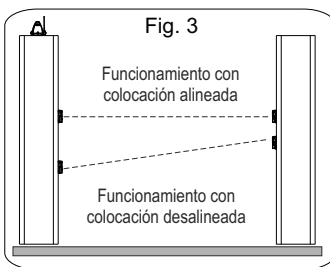 Fig. 3
Funcionamiento con
colocación alineada
Funcionamiento con
colocación desalineada